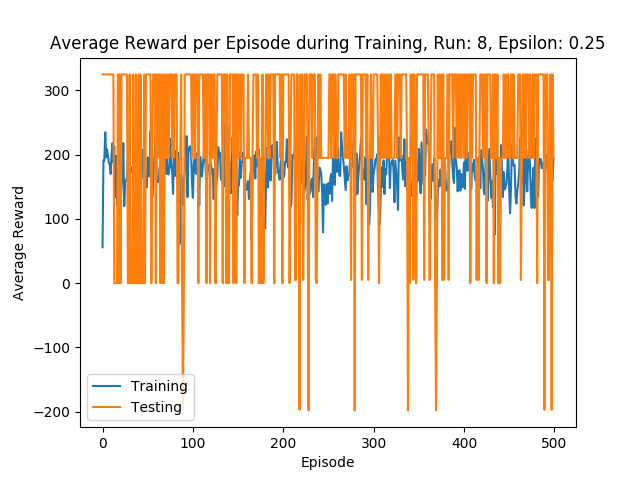 Average Reward per Episode during Training, Run: 8, Epsilon: 0.25
Average Reward
300
200
100
0
−100
−200
Training
Testing
0 100 200 300 400 500
Episode